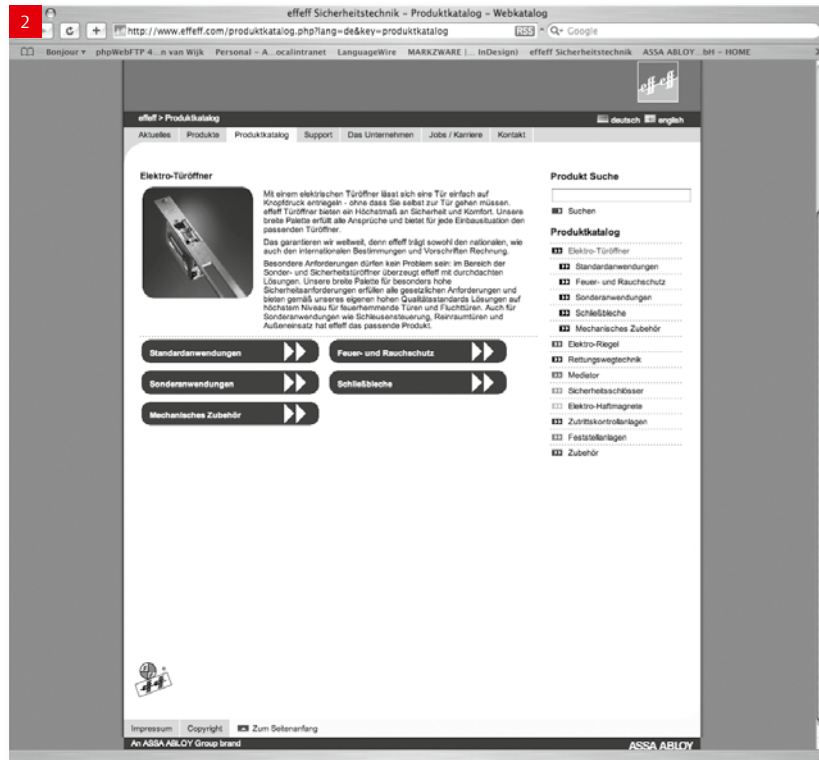 2
effeff Sicherheitstechnik – Produktkatalog – Webkatalog
http://www.effeff.com/produktkatalog.php?lang=de&key=produktkatalog RSS Q- Google
Bonjour phpWebFTP 4...n van Wijk Personal – A...ocalintranet LanguageWire MARKZWARE |... InDesign) effeff Sicherheitstechnik ASSA ABLOY...bH – HOME
eff eff
effeff > Produktkatalog deutsch english
Aktuelles Produkte Produktkatalog Support Das Unternehmen Jobs / Karriere Kontakt
Elektro-Türöffner
Mit einem elektrischen Türöffner lässt sich eine Tür einfach auf
Knopfdruck entriegeln - ohne dass Sie selbst zur Tür gehen müssen.
effeff Türöffner bieten ein Höchstmaß an Sicherheit und Komfort. Unsere
breite Palette erfüllt alle Ansprüche und bietet für jede Einbausituation den
passenden Türöffner.
Das garantieren wir weltweit, denn effeff trägt sowohl den nationalen, wie
auch den internationalen Bestimmungen und Vorschriften Rechnung.
Besondere Anforderungen dürfen kein Problem sein: im Bereich der
Sonder- und Sicherheitstüröffner überzeugt effeff mit durchdachten
Lösungen. Unsere breite Palette für besonders hohe
Sicherheitsanforderungen erfüllen alle gesetzlichen Anforderungen und
bieten gemäß unseres eigenen hohen Qualitätsstandards Lösungen auf
höchstem Niveau für feuerhemmende Türen und Fluchttüren. Auch für
Sonderanwendungen wie Schleusensteuerung, Reinraumtüren und
Außeneinsatz hat effeff das passende Produkt.
Standardanwendungen
Feuer- und Rauchschutz
Sonderanwendungen
Schließbleche
Mechanisches Zubehör
Produkt Suche
Suchen
Produktkatalog
Elektro-Türöffner
Standardanwendungen
Feuer- und Rauchschutz
Sonderanwendungen
Schließbleche
Mechanisches Zubehör
Elektro-Riegel
Rettungswegtechnik
Mediator
Sicherheitsschlösser
Elektro-Haftmagnete
Zutrittskontrollanlagen
Feststellanlagen
Zubehör
eff eff
Impressum Copyright Zum Seitenanfang
An ASSA ABLOY Group brand
ASSA ABLOY